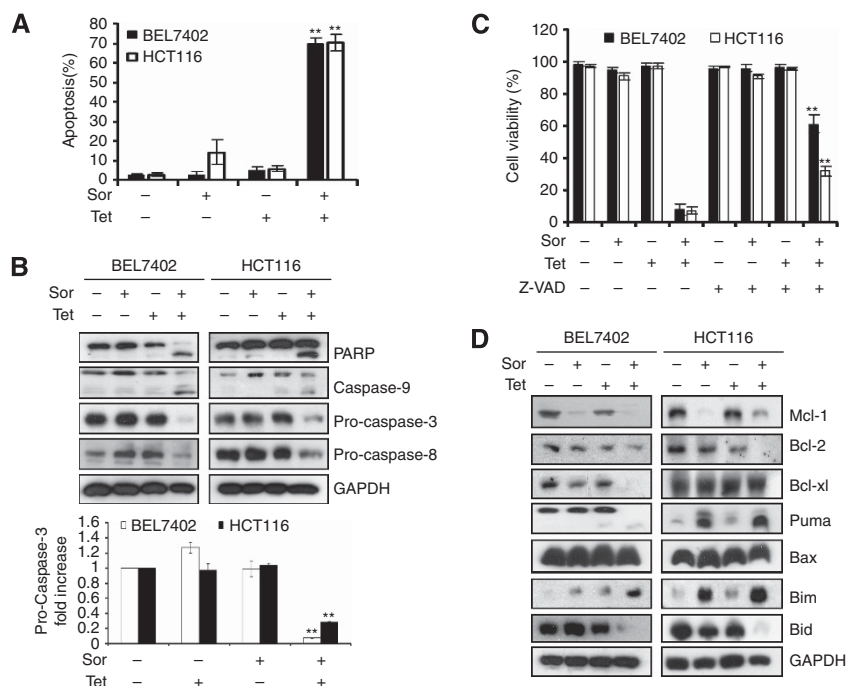 A
80
70
60
50
40
30
20
10
0
Apoptosis(%)
BEL7402
HCT116
** **
Sor – + – +
Tet – – + +
B
BEL7402 HCT116
Sor – + – + – + – +
Tet – – + + – – + +
PARP
Caspase-9
Pro-caspase-3
Pro-caspase-8
GAPDH
1.6
1.4
1.2
1
0.8
0.6
0.4
0.2
0
Pro-Caspase-3
fold increase
BEL7402 HCT116
** **
Sor – – + +
Tet – + – +
C
120
100
80
60
40
20
0
Cell viability (%)
BEL7402 HCT116
**
**
Sor – + – + – + – +
Tet – – + + – – + +
Z-VAD – – – – + + + +
D
BEL7402 HCT116
Sor – + – + – + – +
Tet – – + + – – + +
Mcl-1
Bcl-2
Bcl-xl
Puma
Bax
Bim
Bid
GAPDH